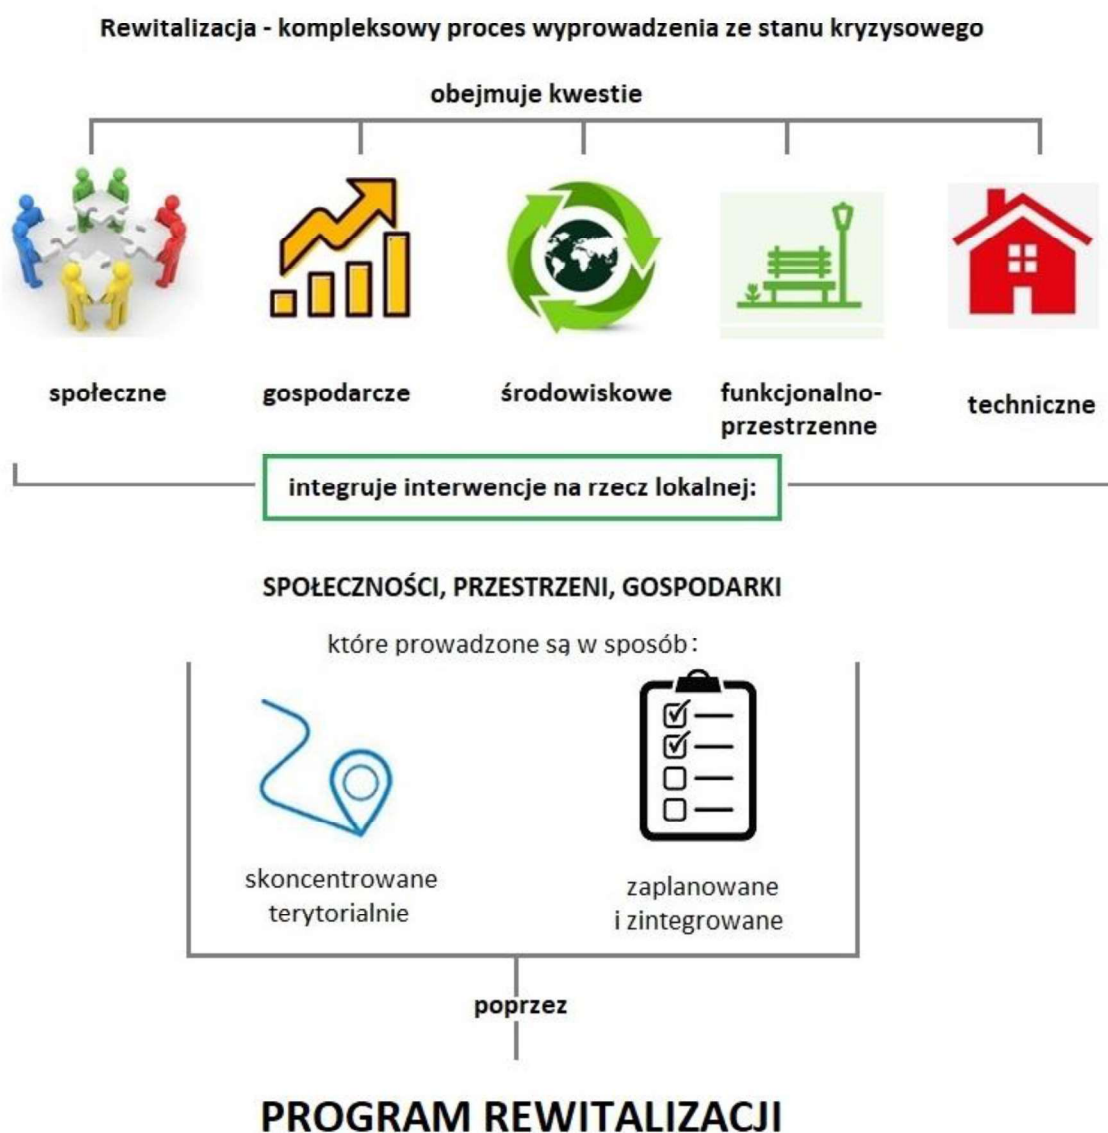 Rewitalizacja - kompleksowy proces wyprowadzenia ze stanu kryzysowego
obejmuje kwestie
społeczne
gospodarcze
środowiskowe
funkcjonalno-
przestrzenne
techniczne
integruje interwencje na rzecz lokalnej:
SPOŁECZNOŚCI, PRZESTRZENI, GOSPODARKI
które prowadzone są w sposób:
skoncentrowane
terytorialnie
zaplanowane
i zintegrowane
poprzez
PROGRAM REWITALIZACJI